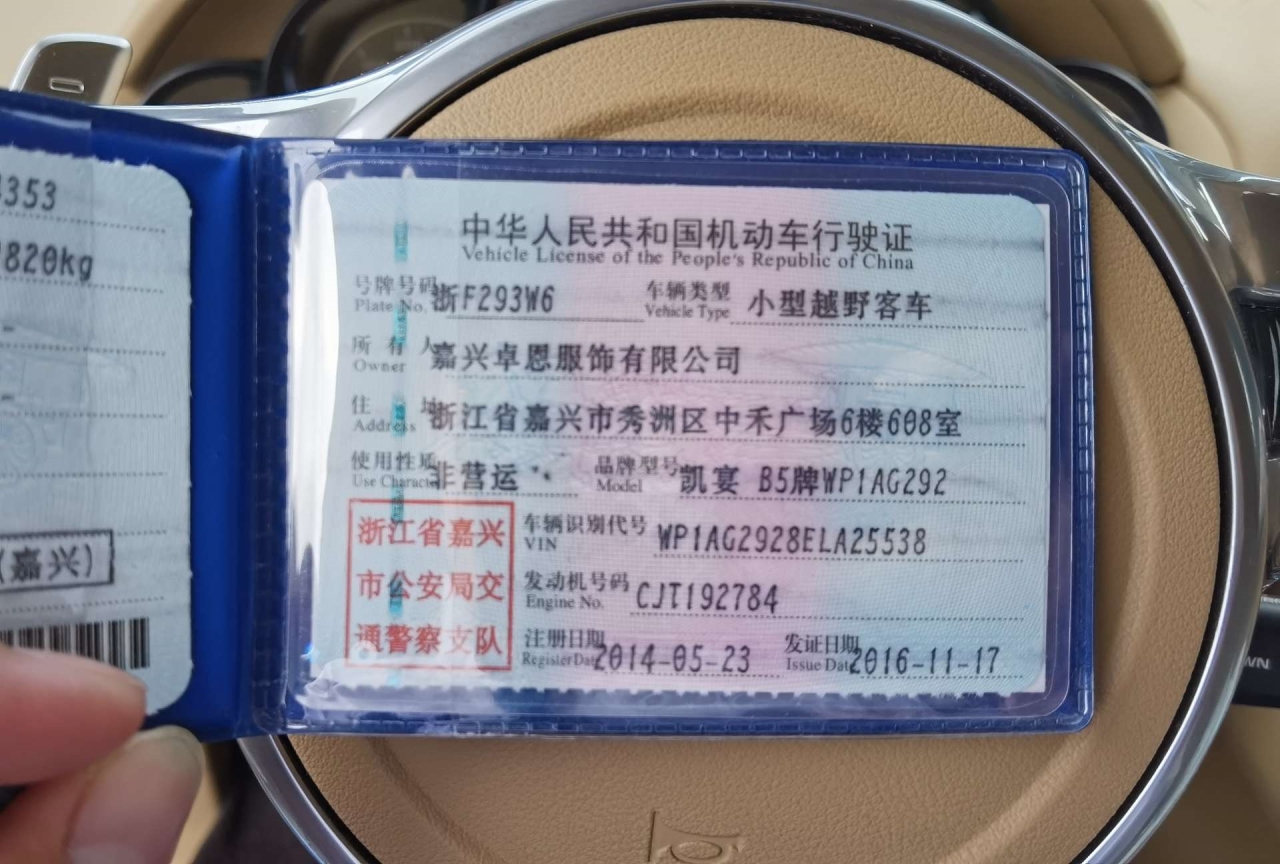 353
820kg
(嘉兴)
中华人民共和国机动车行驶证
Vehicle License of the People's Republic of China
号牌号码 浙F293W6 车辆类型 小型越野客车
Plate No. Vehicle Type
所有人 嘉兴卓恩服饰有限公司
Owner
住址 浙江省嘉兴市秀洲区中禾广场6楼608室
Address
使用性质 非营运 品牌型号 凯宴 B5牌WP1AG292
Use Character Model
浙江省嘉兴
市公安局交
通警察支队
车辆识别代号 WP1AG2928ELA25538
VIN
发动机号码 CJT192784
Engine No.
注册日期 2014-05-23 发证日期 2016-11-17
Register Date Issue Date
WN